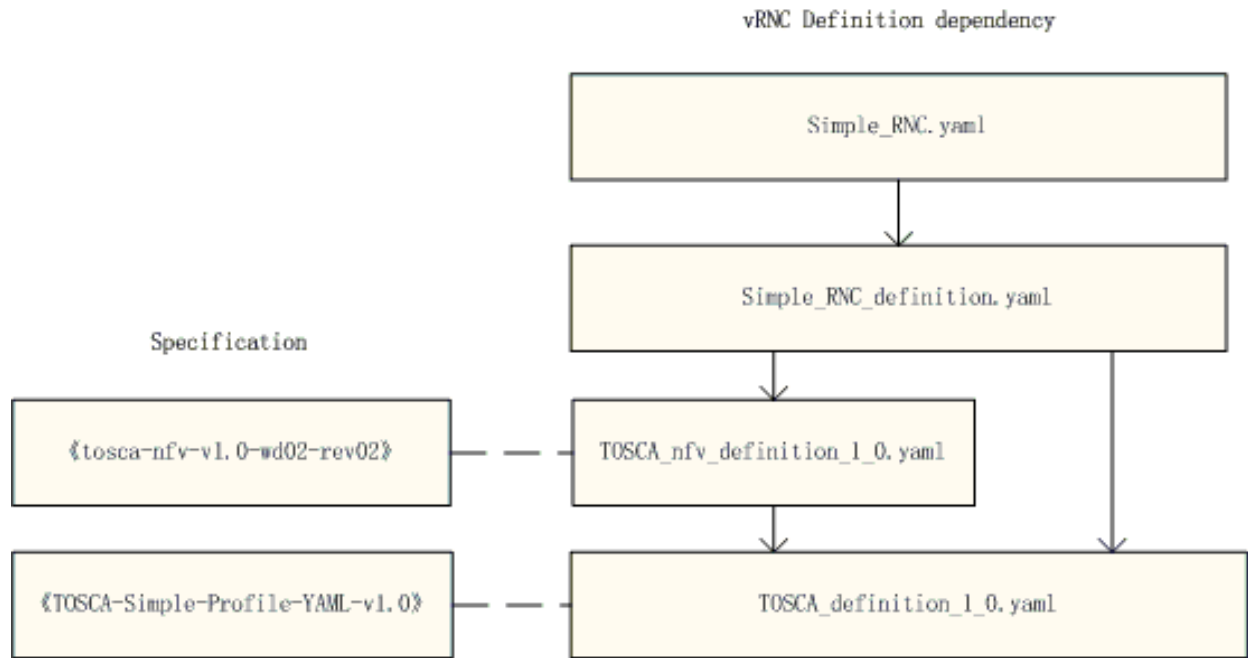 vRNC Definition dependency
Simple_RNC.yaml
Simple_RNC_definition.yaml
Specification
《tosca-nfv-v1.0-wd02-rev02》
TOSCA_nfv_definition_1_0.yaml
《TOSCA-Simple-Profile-YAML-v1.0》
TOSCA_definition_1_0.yaml